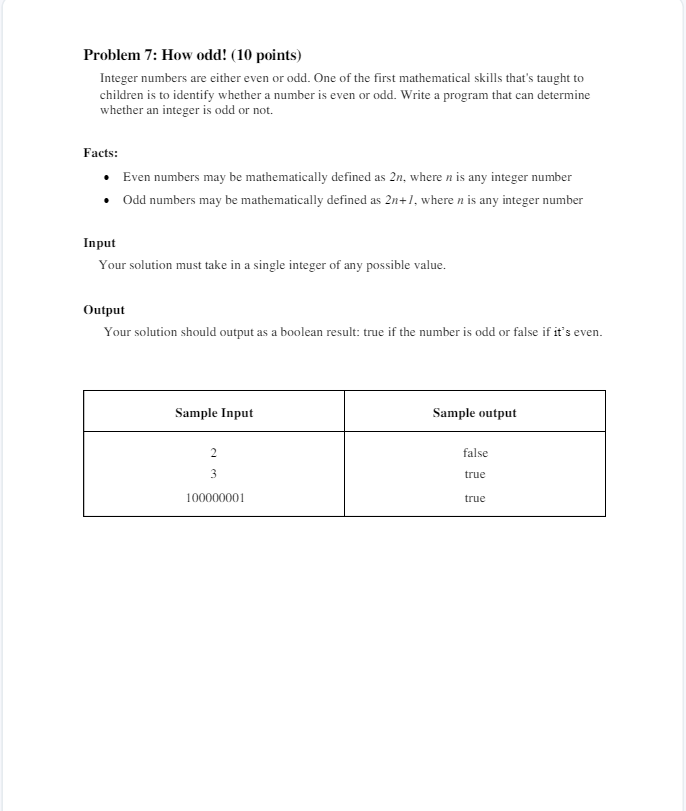 Problem 7: How odd! (10 points)
Integer numbers are either even or odd. One of the first mathematical skills that's taught to
children is to identify whether a number is even or odd. Write a program that can determine
whether an integer is odd or not.
Facts:
• Even numbers may be mathematically defined as 2n, where n is any integer number
• Odd numbers may be mathematically defined as 2n+1, where n is any integer number
Input
Your solution must take in a single integer of any possible value.
Output
Your solution should output as a boolean result: true if the number is odd or false if it's even.
Sample Input Sample output
2 false
3 true
100000001 true